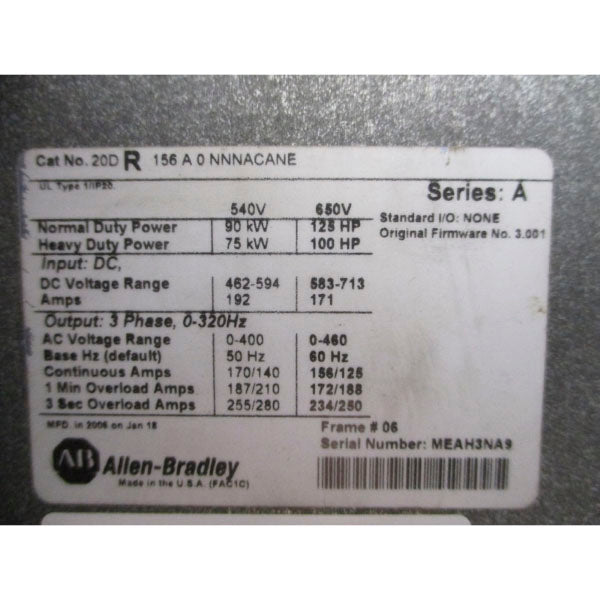 Cat No. 20D R 156 A 0 NNNACANE
UL Type 1/IP20.
Series: A
540V 650V
Standard I/O: NONE
Normal Duty Power 90 kW 125 HP
Original Firmware No. 3.001
Heavy Duty Power 75 kW 100 HP
Input: DC,
DC Voltage Range 462-594 583-713
Amps 192 171
Output: 3 Phase, 0-320Hz
AC Voltage Range 0-400 0-460
Base Hz (default) 50 Hz 60 Hz
Continuous Amps 170/140 156/125
1 Min Overload Amps 187/210 172/188
3 Sec Overload Amps 255/280 234/250
MFD. in 2006 on Jan 18
Frame # 06
Serial Number: MEAH3NA9
AB Allen-Bradley
Made in the U.S.A. (FAC1C)